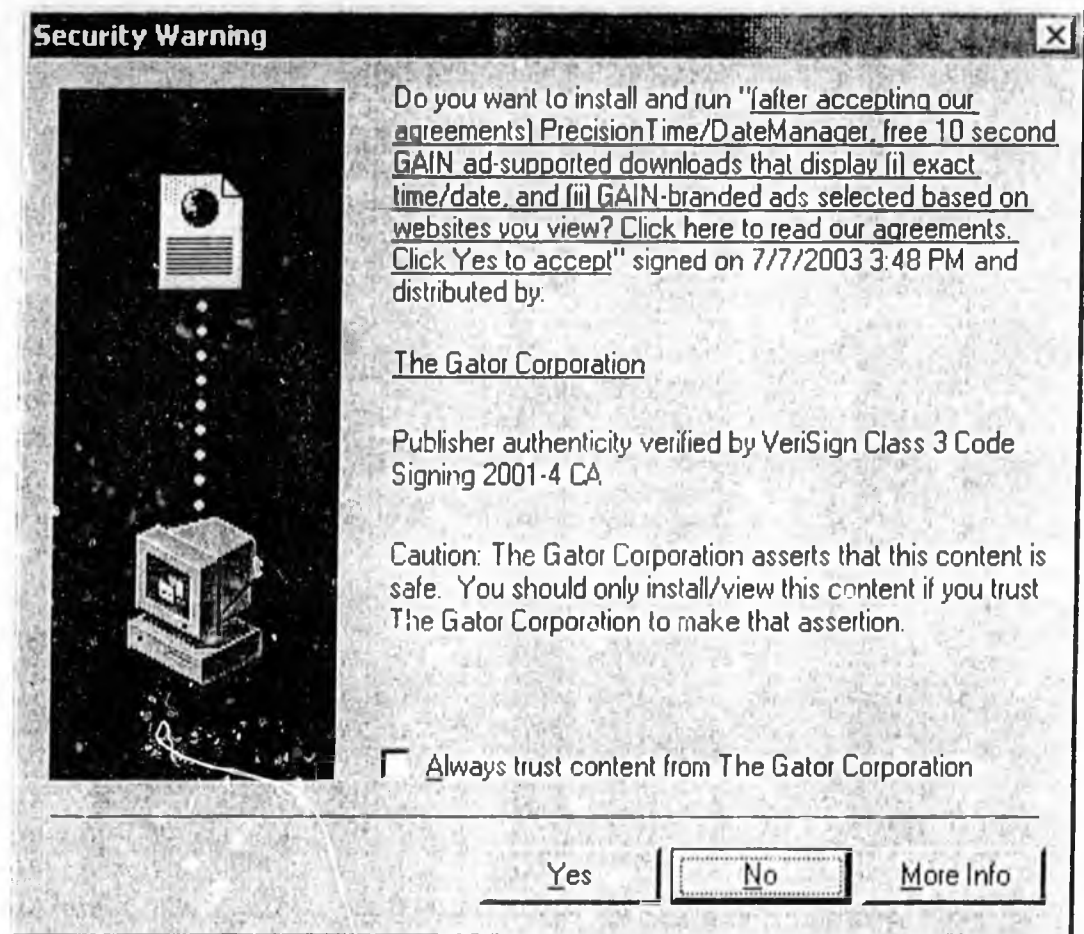 Security Warning
Do you want to install and run "(after accepting our
agreements) PrecisionTime/DateManager, free 10 second
GAIN ad-supported downloads that display (i) exact
time/date, and (ii) GAIN-branded ads selected based on
websites you view? Click here to read our agreements.
Click Yes to accept" signed on 7/7/2003 3:48 PM and
distributed by:
The Gator Corporation
Publisher authenticity verified by VeriSign Class 3 Code
Signing 2001-4 CA
Caution: The Gator Corporation asserts that this content is
safe. You should only install/view this content if you trust
The Gator Corporation to make that assertion.
Always trust content from The Gator Corporation
Yes
No
More Info